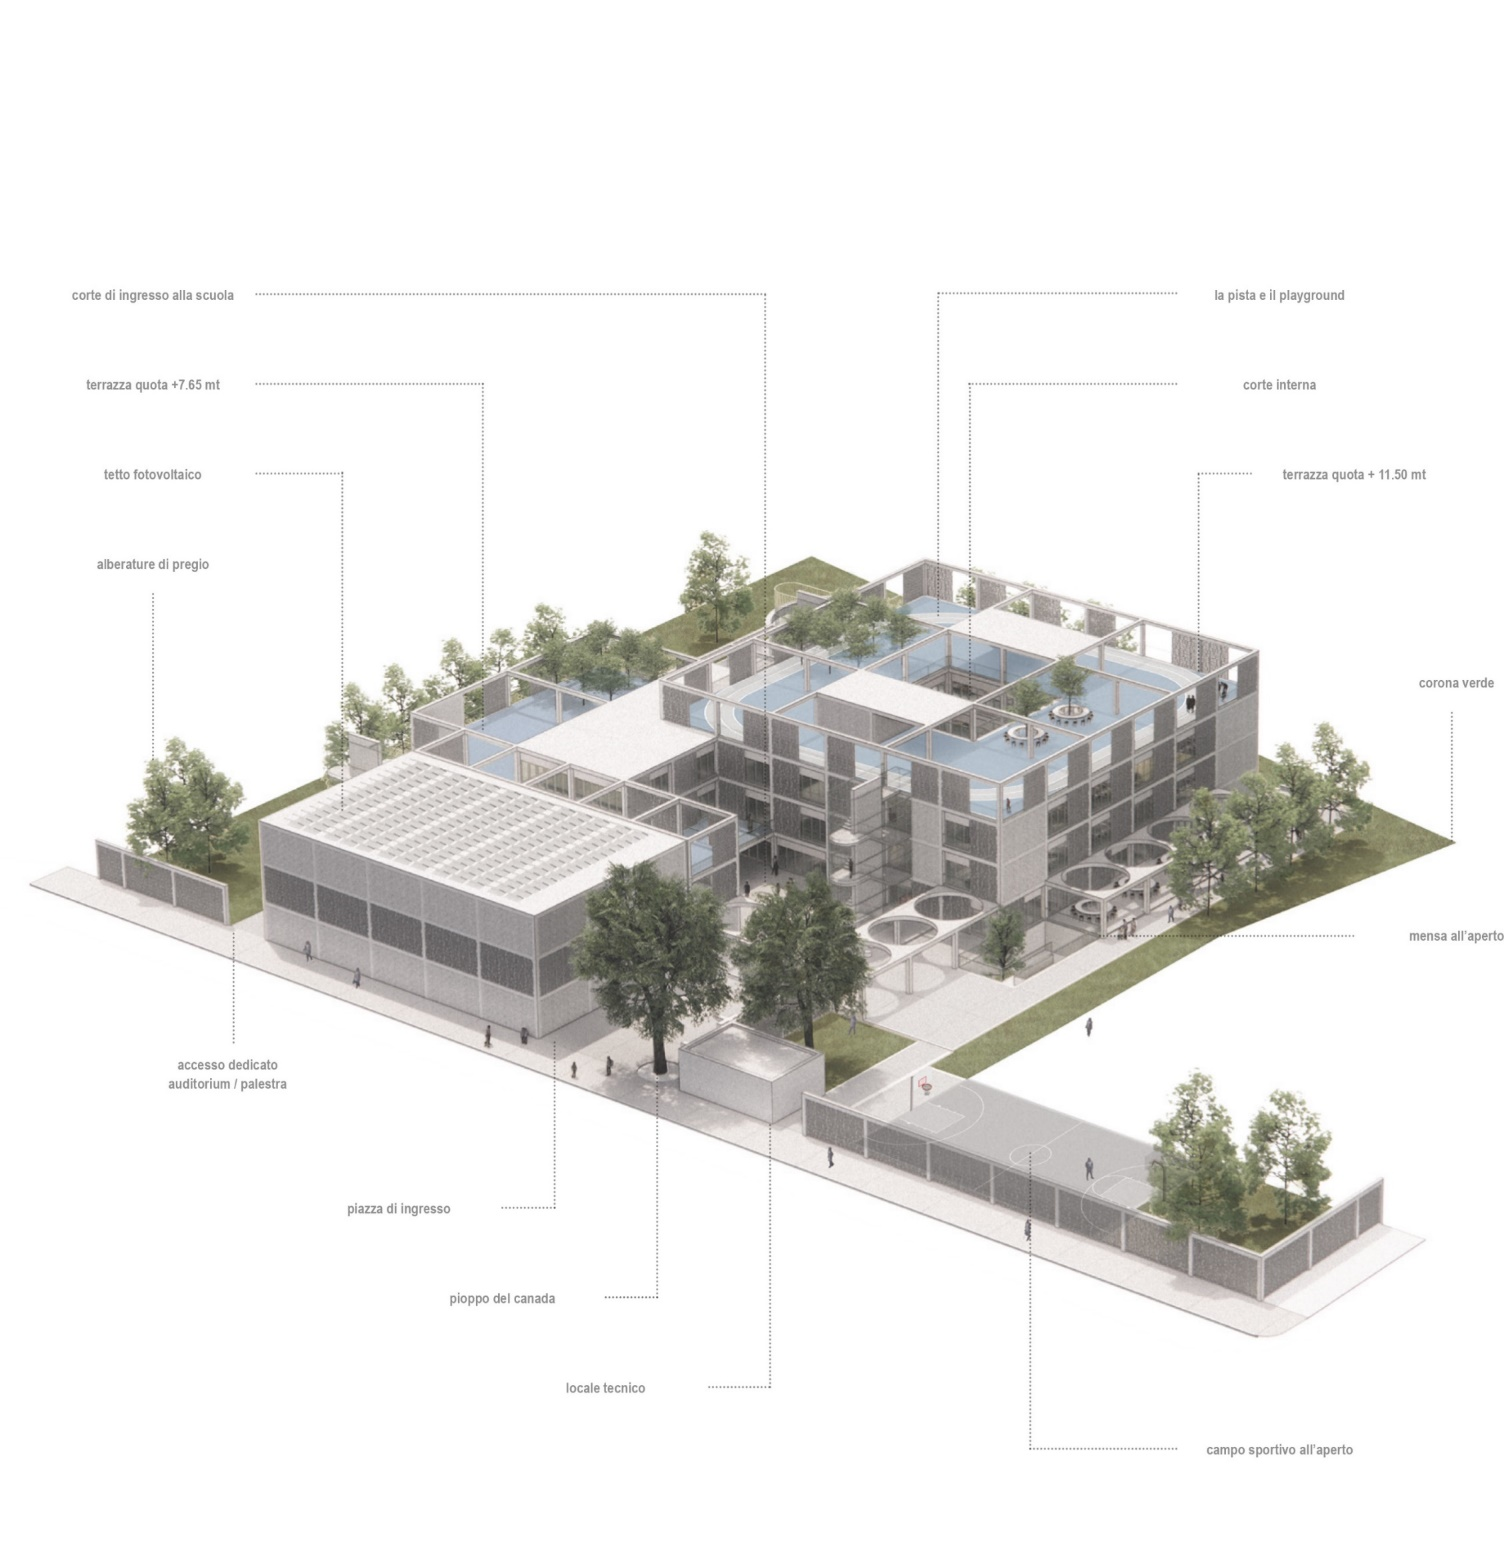 corte di ingresso alla scuola
la pista e il playground
terrazza quota +7.65 mt
corte interna
tetto fotovoltaico
terrazza quota + 11.50 mt
alberature di pregio
corona verde
mensa all'aperto
accesso dedicato
auditorium / palestra
piazza di ingresso
pioppo del canada
locale tecnico
campo sportivo all'aperto